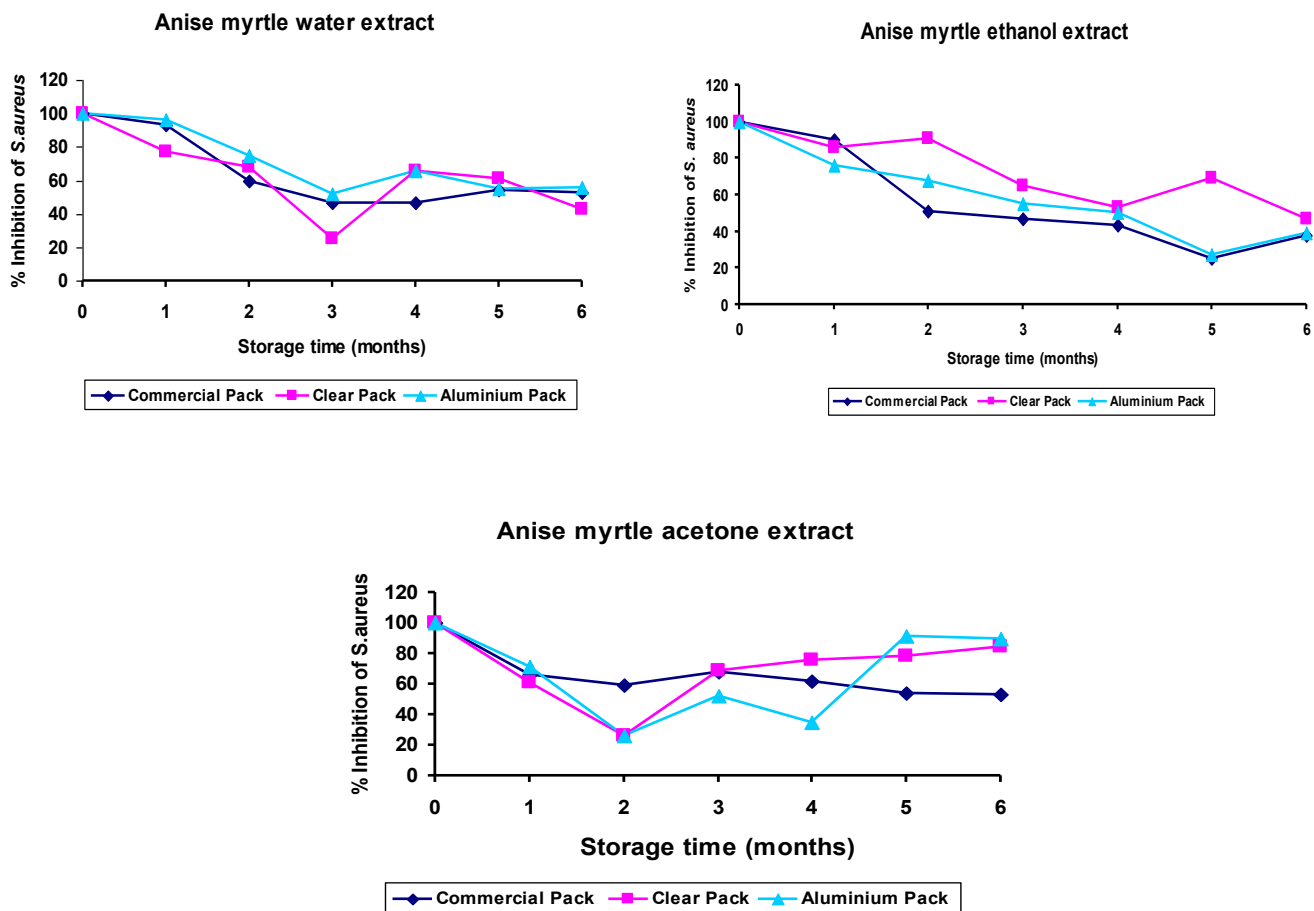 Anise myrtle water extract
% Inhibition of S.aureus
120
100
80
60
40
20
0
0 1 2 3 4 5 6
Storage time (months)
Commercial Pack Clear Pack Aluminium Pack
Anise myrtle ethanol extract
% Inhibition of S. aureus
120
100
80
60
40
20
0
0 1 2 3 4 5 6
Storage time (months)
Commercial Pack Clear Pack Aluminium Pack
Anise myrtle acetone extract
% Inhibition of S.aureus
120
100
80
60
40
20
0
0 1 2 3 4 5 6
Storage time (months)
Commercial Pack Clear Pack Aluminium Pack